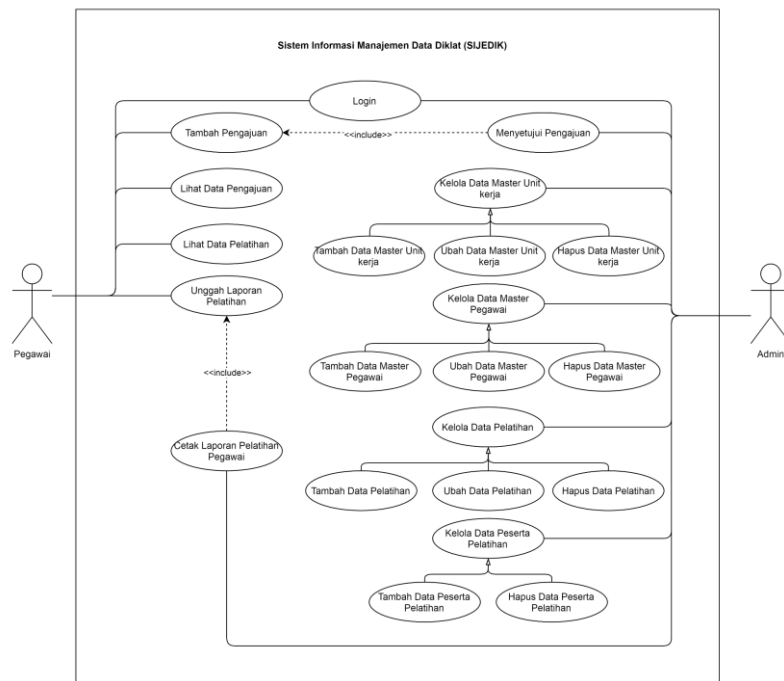 Sistem Informasi Manajemen Data Diklat (SIJEDIK)
Login
Tambah Pengajuan
<<include>>
Menyetujui Pengajuan
Lihat Data Pengajuan
Kelola Data Master Unit
kerja
Lihat Data Pelatihan
Tambah Data Master Unit
kerja
Ubah Data Master Unit
kerja
Hapus Data Master Unit
kerja
Unggah Laporan
Pelatihan
Kelola Data Master
Pegawai
Pegawai
Admin
<<include>>
Tambah Data Master
Pegawai
Ubah Data Master
Pegawai
Hapus Data Master
Pegawai
Cetak Laporan Pelatihan
Pegawai
Kelola Data Pelatihan
Tambah Data Pelatihan
Ubah Data Pelatihan
Hapus Data Pelatihan
Kelola Data Peserta
Pelatihan
Tambah Data Peserta
Pelatihan
Hapus Data Peserta
Pelatihan